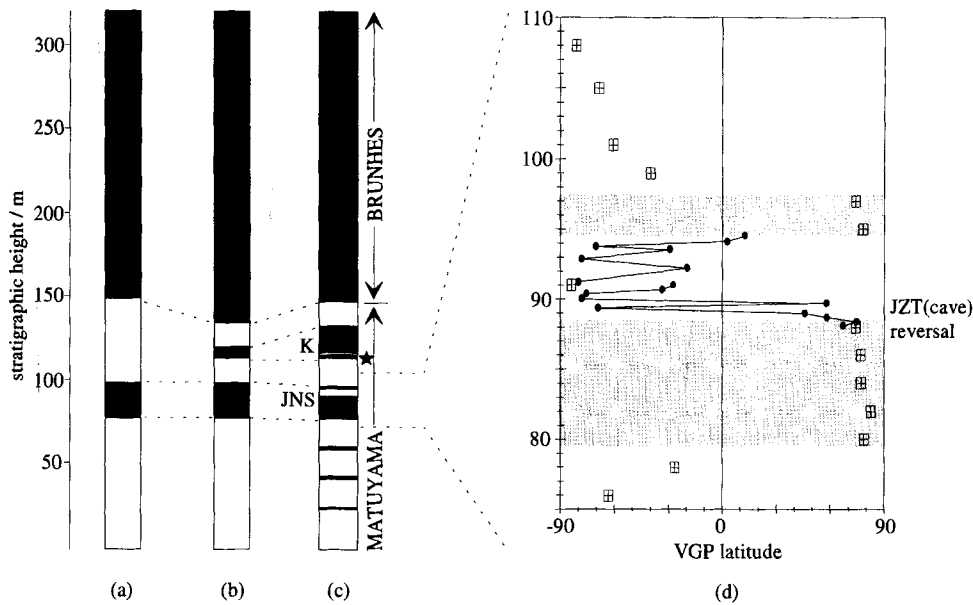 stratigraphic height / m
300
250
200
150
100
50
BRUNHES
MATUYAMA
K
JNS
(a)
(b)
(c)
110
100
90
80
-90
0
90
VGP latitude
JZT(cave)
reversal
(d)